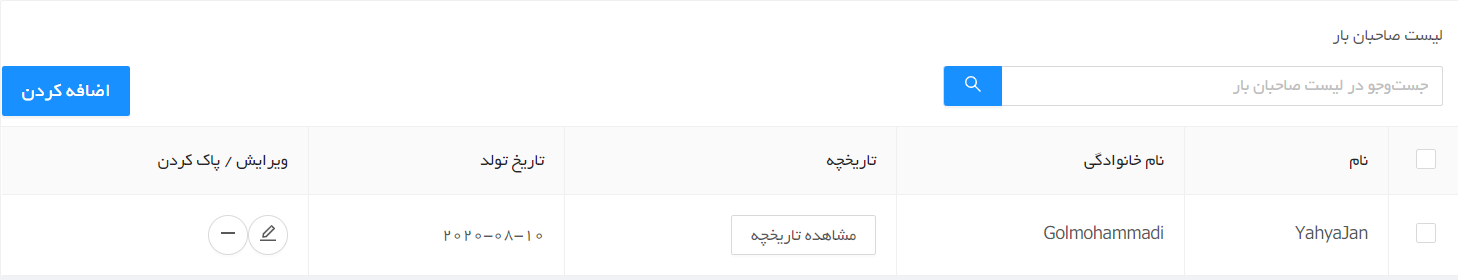 لیست صاحبان بار
جست‌وجو در لیست صاحبان بار
اضافه کردن
نام نام خانوادگی تاریخچه تاریخ تولد ویرایش / پاک کردن
YahyaJan Golmohammadi مشاهده تاریخچه ۲۰۲۰-۰۸-۱۰